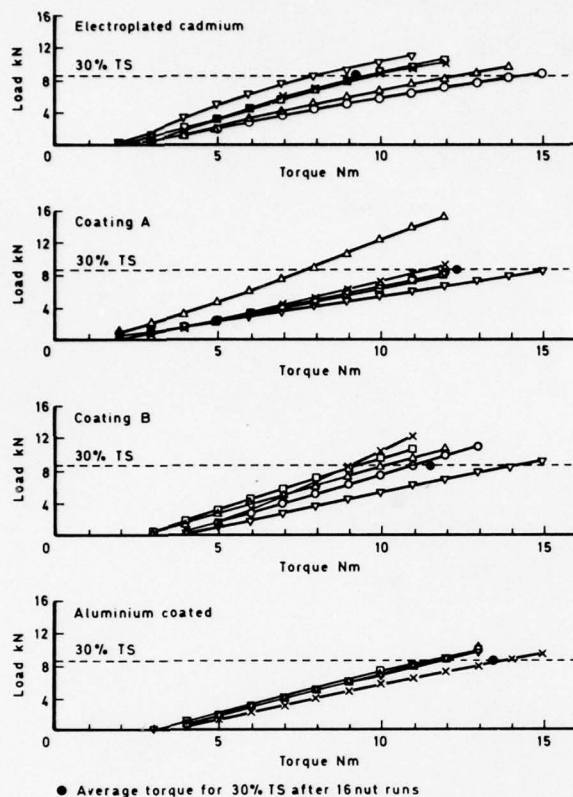 Electroplated cadmium
16
12
30% TS
8
4
Load kN
0 5 10 15
Torque Nm
Coating A
16
12
30% TS
8
4
Load kN
0 5 10 15
Torque Nm
Coating B
16
12
30% TS
8
4
Load kN
0 5 10 15
Torque Nm
Aluminium coated
16
12
30% TS
8
4
Load kN
0 5 10 15
Torque Nm
● Average torque for 30% TS after 16 nut runs